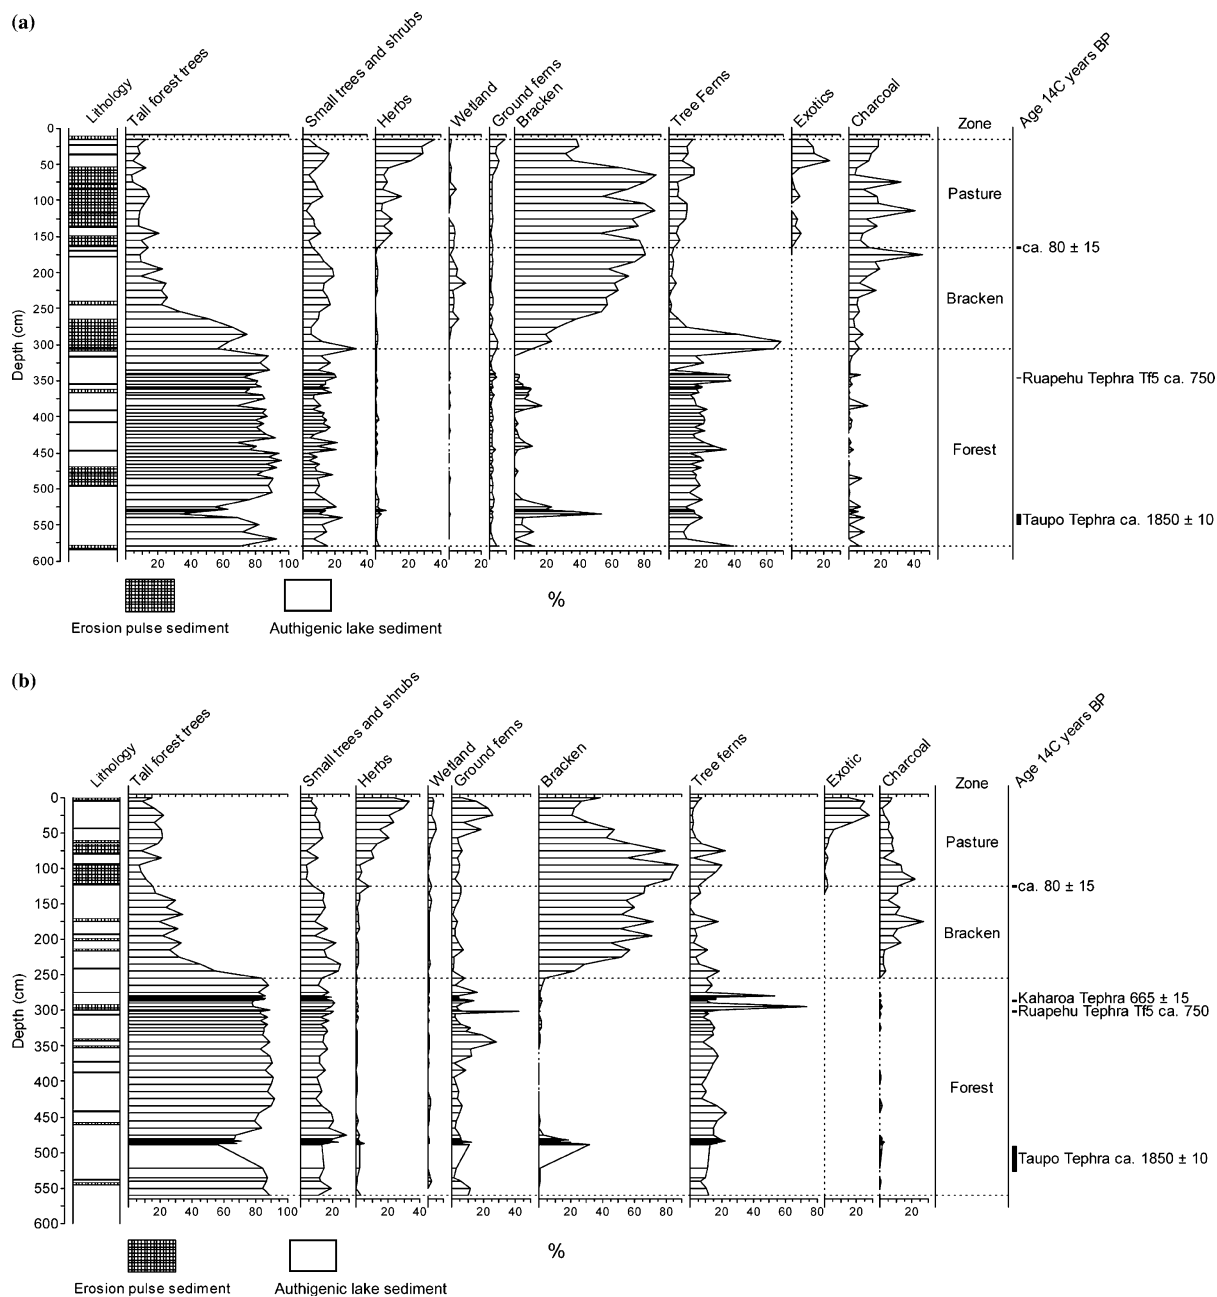 (a)
Lithology
Tall forest trees
Small trees and shrubs
Herbs
Wetland
Ground ferns
Bracken
Tree Ferns
Exotics
Charcoal
Zone
Age 14C years BP
Depth (cm)
0
50
100
150
200
250
300
350
400
450
500
550
600
Pasture
ca. 80 ± 15
Bracken
Ruapehu Tephra Tf5 ca. 750
Forest
Taupo Tephra ca. 1850 ± 10
20 40 60 80 100 20 40 20 40 20 20 20 40 60 80 20 40 60 20 20 40
Erosion pulse sediment
Authigenic lake sediment
%
(b)
Lithology
Tall forest trees
Small trees and shrubs
Herbs
Wetland
Ground ferns
Bracken
Tree ferns
Exotic
Charcoal
Zone
Age 14C years BP
Depth (cm)
0
50
100
150
200
250
300
350
400
450
500
550
600
Pasture
ca. 80 ± 15
Bracken
Kaharoa Tephra 665 ± 15
Ruapehu Tephra Tf5 ca. 750
Forest
Taupo Tephra ca. 1850 ± 10
20 40 60 80 100 20 20 40 20 40 20 40 60 80 20 40 60 80 20 20
Erosion pulse sediment
Authigenic lake sediment
%